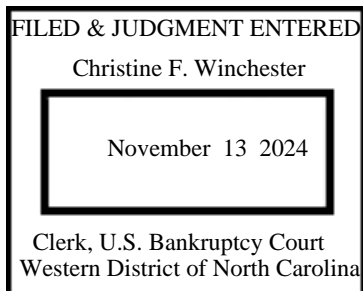 FILED & JUDGMENT ENTERED
Christine F. Winchester
November 13 2024
Clerk, U.S. Bankruptcy Court
Western District of North Carolina